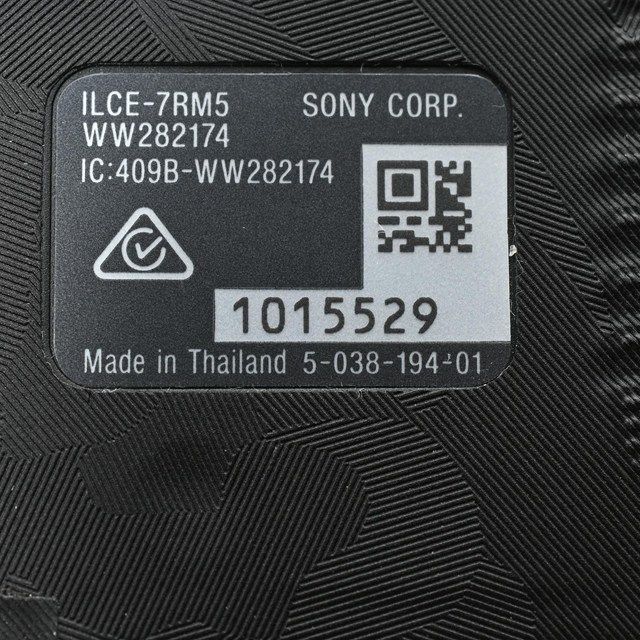 ILCE-7RM5 SONY CORP.
WW282174
IC:409B-WW282174
1015529
Made in Thailand 5-038-194-01